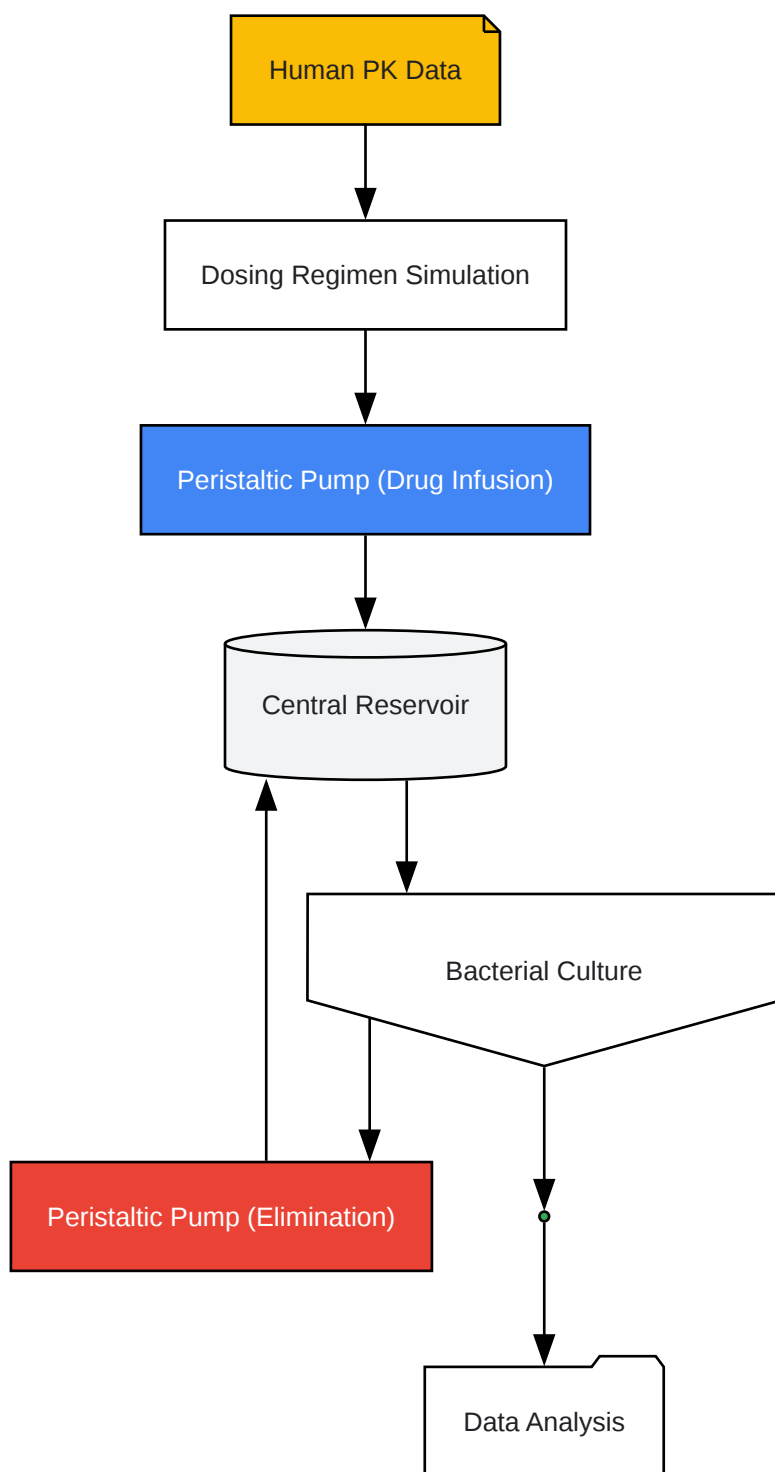 Human PK Data
Dosing Regimen Simulation
Peristaltic Pump (Drug Infusion)
Central Reservoir
Bacterial Culture
Peristaltic Pump (Elimination)
Data Analysis